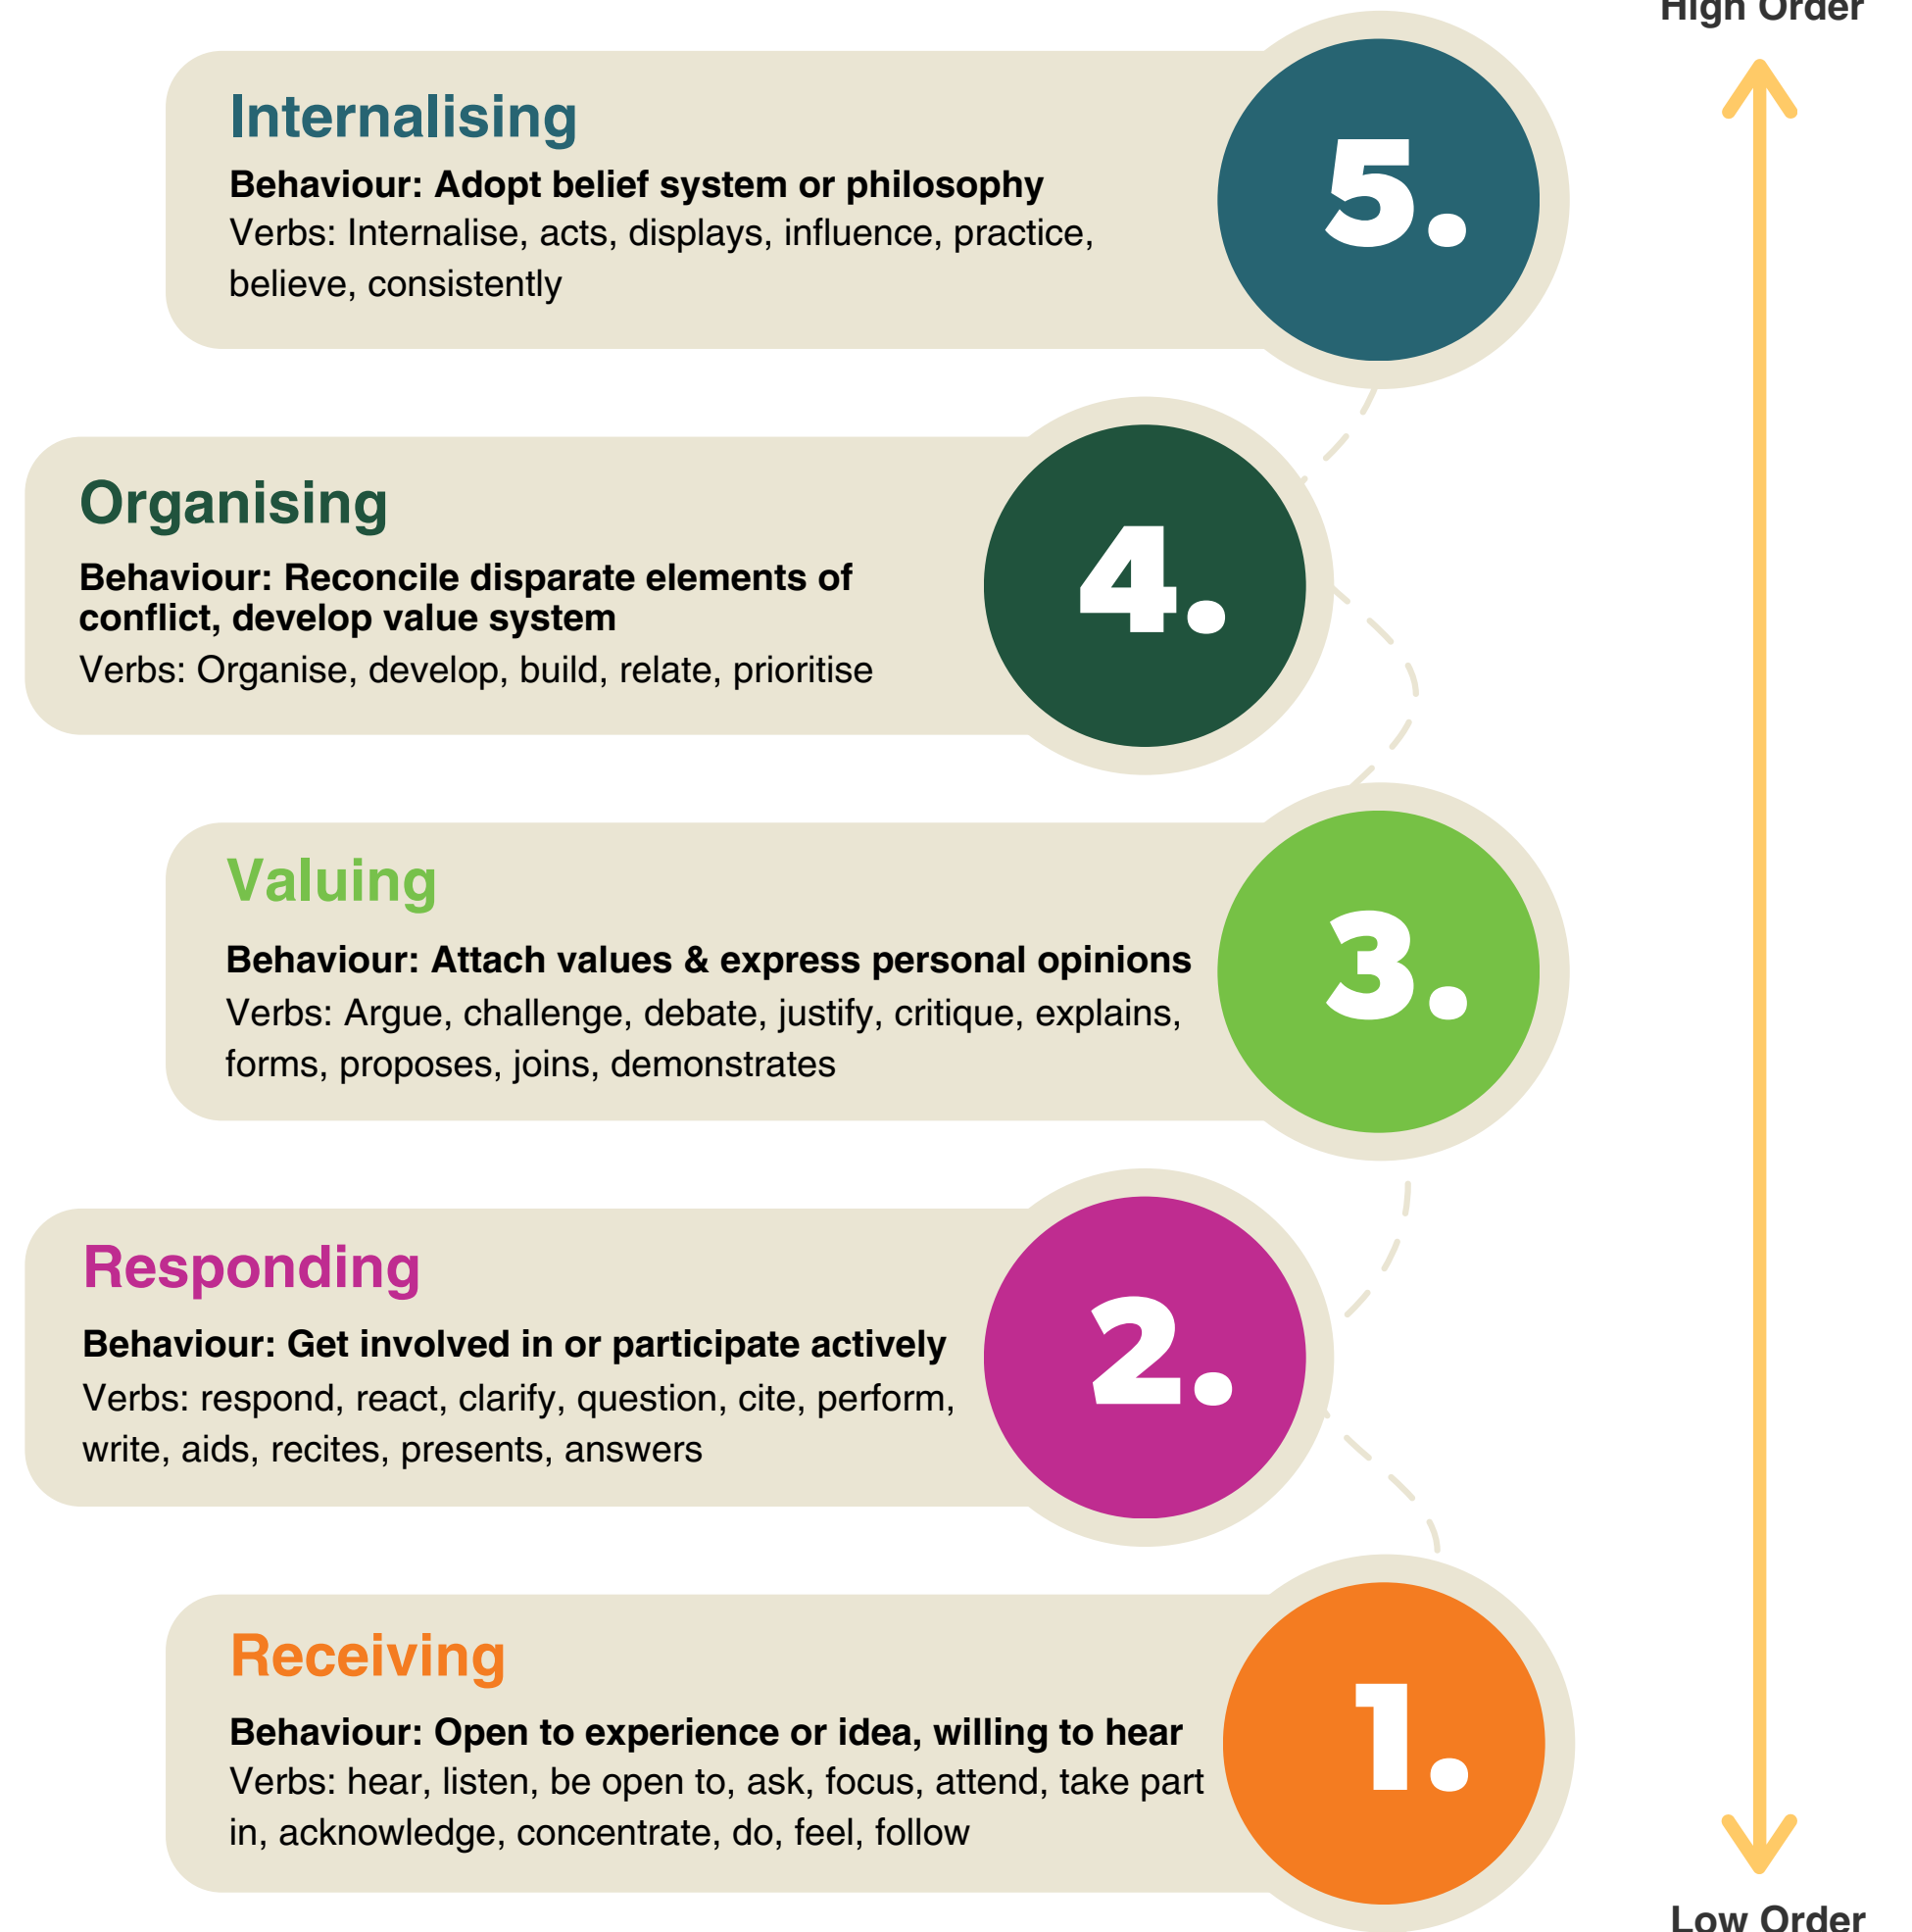 High Order
Internalising
Behaviour: Adopt belief system or philosophy
Verbs: Internalise, acts, displays, influence, practice,
believe, consistently
5.
Organising
Behaviour: Reconcile disparate elements of
conflict, develop value system
Verbs: Organise, develop, build, relate, prioritise
4.
Valuing
Behaviour: Attach values & express personal opinions
Verbs: Argue, challenge, debate, justify, critique, explains,
forms, proposes, joins, demonstrates
3.
Responding
Behaviour: Get involved in or participate actively
Verbs: respond, react, clarify, question, cite, perform,
write, aids, recites, presents, answers
2.
Receiving
Behaviour: Open to experience or idea, willing to hear
Verbs: hear, listen, be open to, ask, focus, attend, take part
in, acknowledge, concentrate, do, feel, follow
1.
Low Order